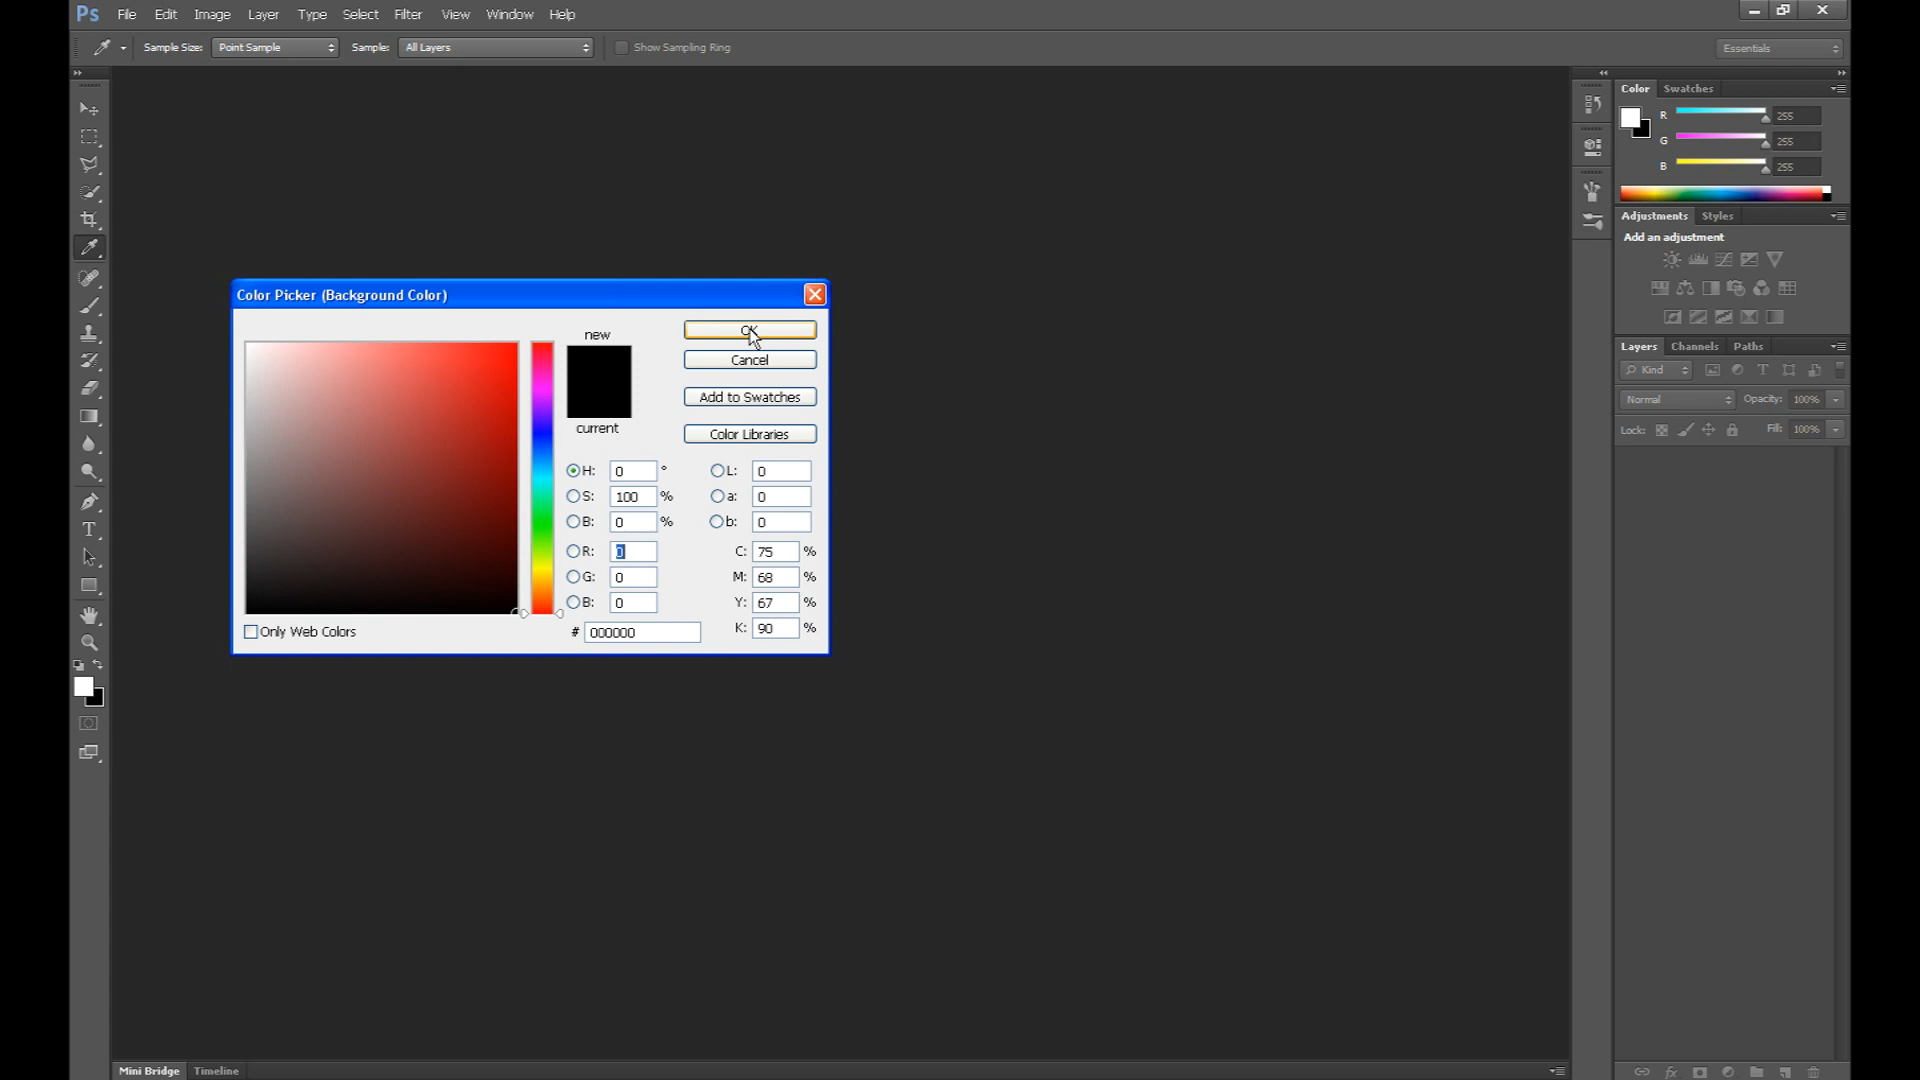 Ps File Edit Image Layer Type Select Filter View Window Help
Sample Size: Point Sample Sample: All Layers Show Sampling Ring Essentials
Color Swatches
R 255
G 255
B 255
Adjustments Styles
Add an adjustment
Layers Channels Paths
Kind T
Normal Opacity: 100%
Lock: Fill: 100%
Color Picker (Background Color)
new
current
OK
Cancel
Add to Swatches
Color Libraries
H: 0 ° L: 0
S: 100 % a: 0
B: 0 % b: 0
R: 0 C: 75 %
G: 0 M: 68 %
B: 0 Y: 67 %
# 000000 K: 90 %
Only Web Colors
T
Mini Bridge Timeline
fx